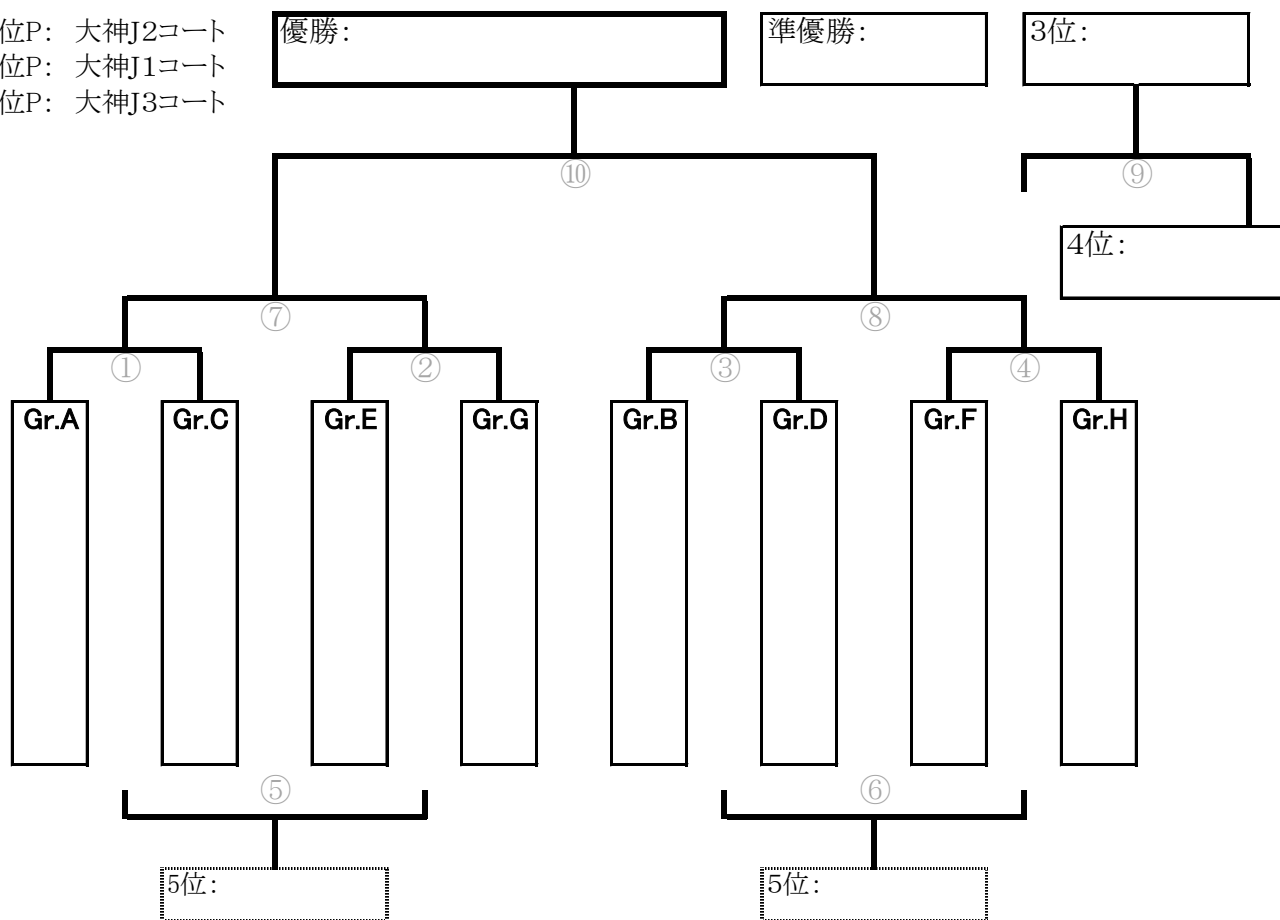 位P： 大神J2コート
位P： 大神J1コート
位P： 大神J3コート
優勝：
準優勝：
3位：
⑩
⑨
4位：
⑦
⑧
①
②
③
④
Gr.A
Gr.C
Gr.E
Gr.G
Gr.B
Gr.D
Gr.F
Gr.H
⑤
⑥
5位：
5位：